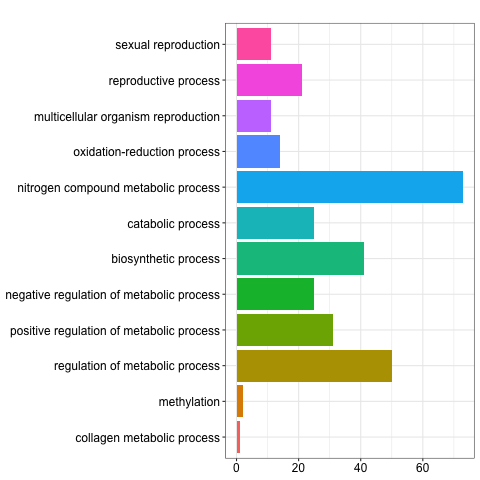 sexual reproduction
reproductive process
multicellular organism reproduction
oxidation-reduction process
nitrogen compound metabolic process
catabolic process
biosynthetic process
negative regulation of metabolic process
positive regulation of metabolic process
regulation of metabolic process
methylation
collagen metabolic process
0 20 40 60